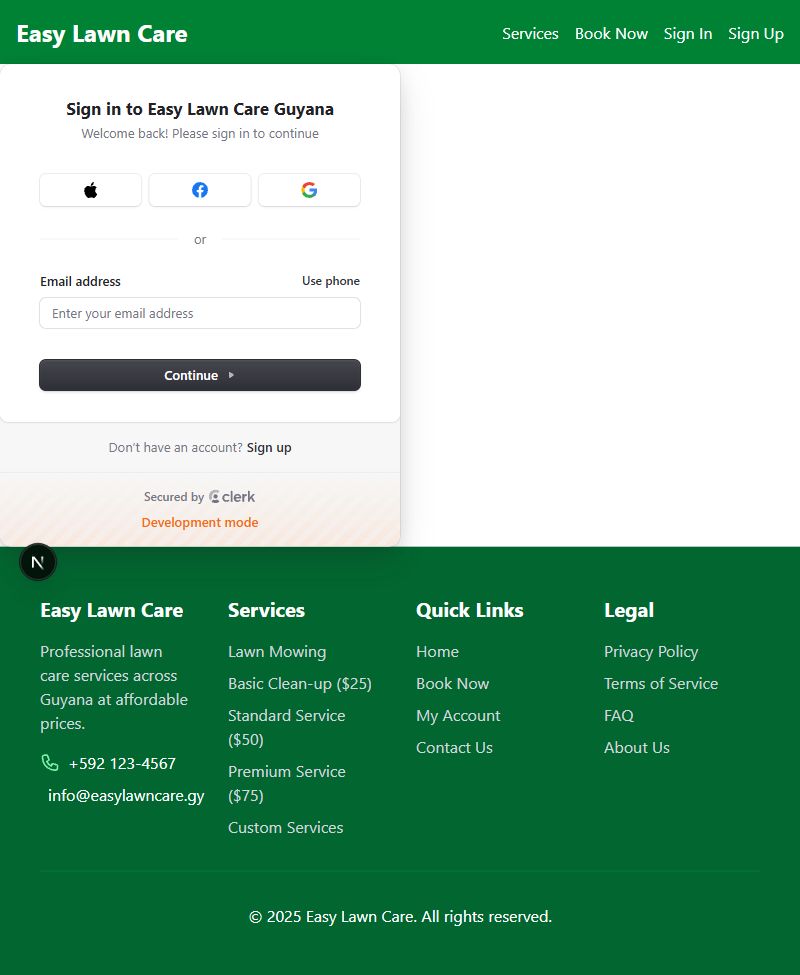 Easy Lawn Care
Services
Book Now
Sign In
Sign Up
Sign in to Easy Lawn Care Guyana
Welcome back! Please sign in to continue
or
Email address
Use phone
Enter your email address
Continue
Don't have an account? Sign up
Secured by clerk
Development mode
N
Easy Lawn Care
Professional lawn
care services across
Guyana at affordable
prices.
+592 123-4567
info@easylawncare.gy
Services
Lawn Mowing
Basic Clean-up ($25)
Standard Service
($50)
Premium Service
($75)
Custom Services
Quick Links
Home
Book Now
My Account
Contact Us
Legal
Privacy Policy
Terms of Service
FAQ
About Us
© 2025 Easy Lawn Care. All rights reserved.